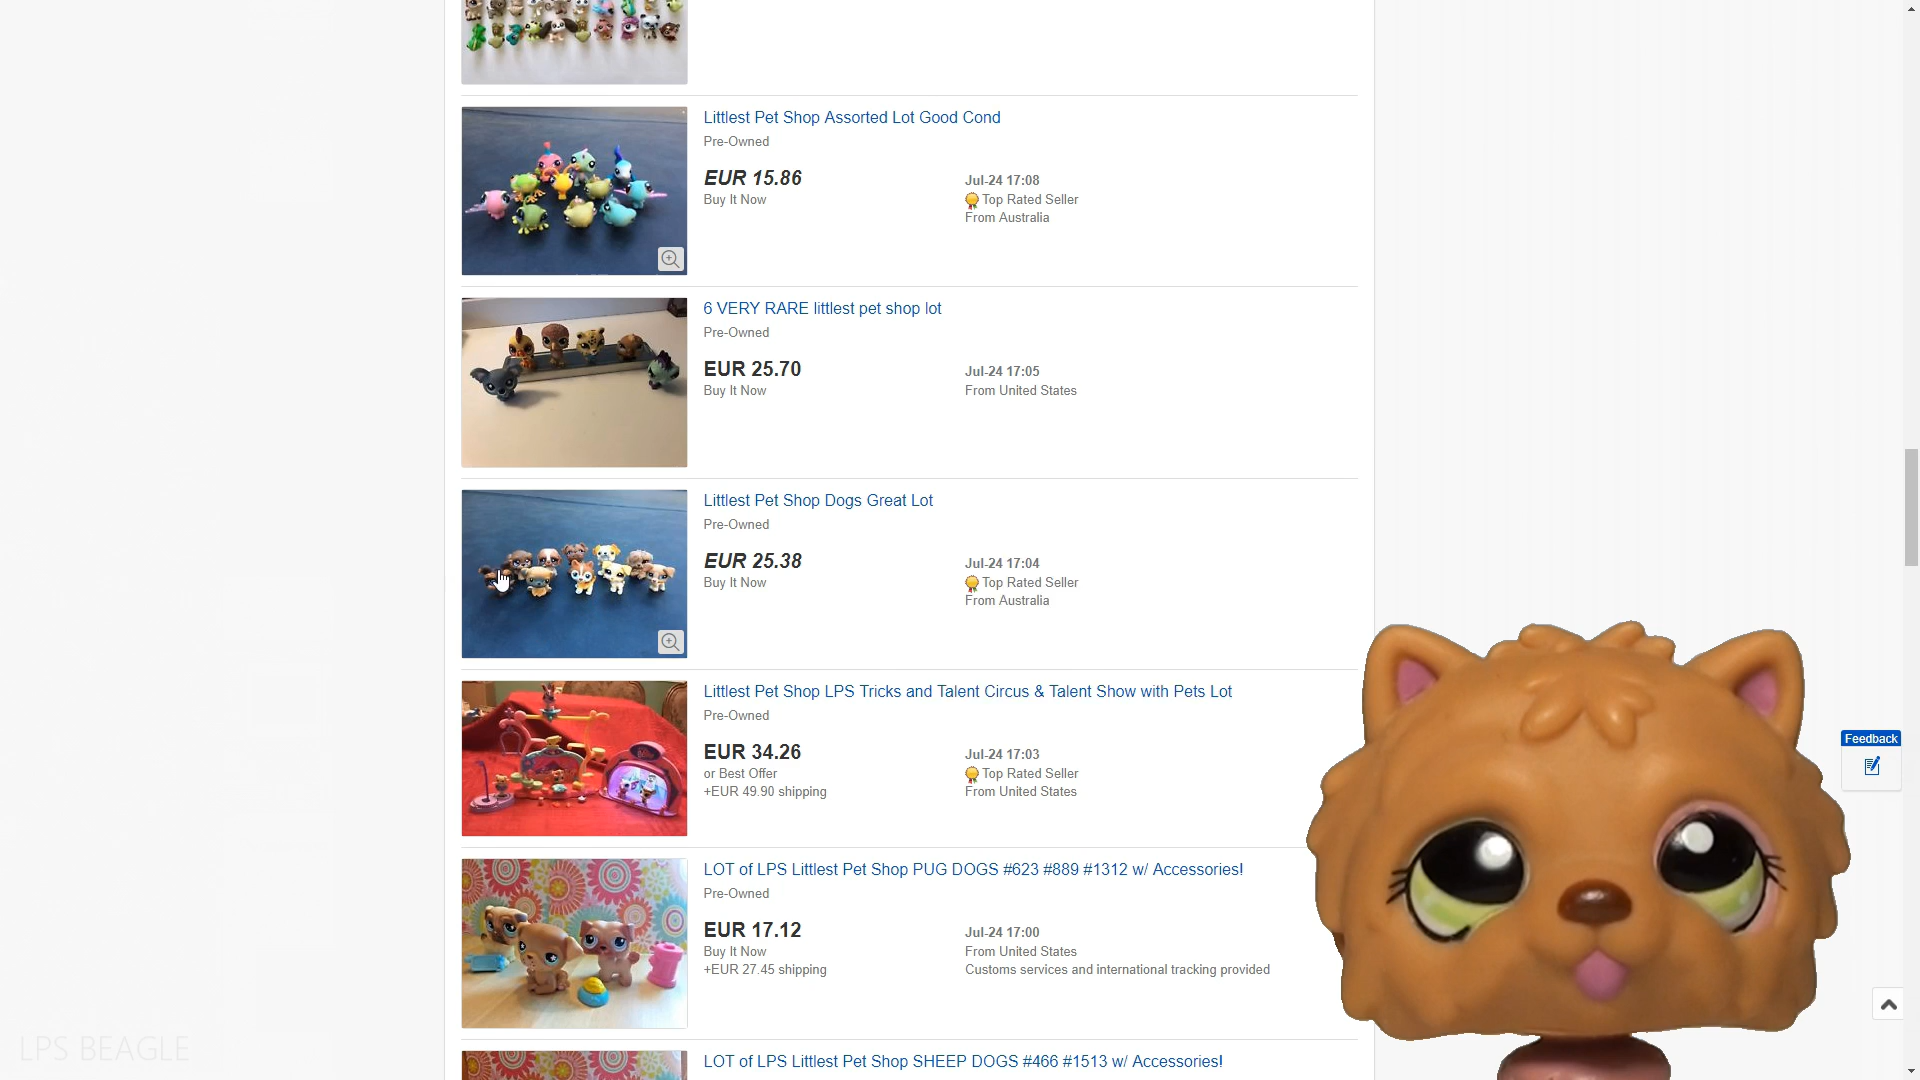 Littlest Pet Shop Assorted Lot Good Cond
Pre-Owned
EUR 15.86
Jul-24 17:08
Buy It Now
Top Rated Seller
From Australia
6 VERY RARE littlest pet shop lot
Pre-Owned
EUR 25.70
Jul-24 17:05
Buy It Now
From United States
Littlest Pet Shop Dogs Great Lot
Pre-Owned
EUR 25.38
Jul-24 17:04
Buy It Now
Top Rated Seller
From Australia
Littlest Pet Shop LPS Tricks and Talent Circus & Talent Show with Pets Lot
Pre-Owned
EUR 34.26
Jul-24 17:03
or Best Offer
Top Rated Seller
+EUR 49.90 shipping
From United States
Feedback
LOT of LPS Littlest Pet Shop PUG DOGS #623 #889 #1312 w/ Accessories!
Pre-Owned
EUR 17.12
Jul-24 17:00
Buy It Now
From United States
+EUR 27.45 shipping
Customs services and international tracking provided
LPS BEAGLE
LOT of LPS Littlest Pet Shop SHEEP DOGS #466 #1513 w/ Accessories!